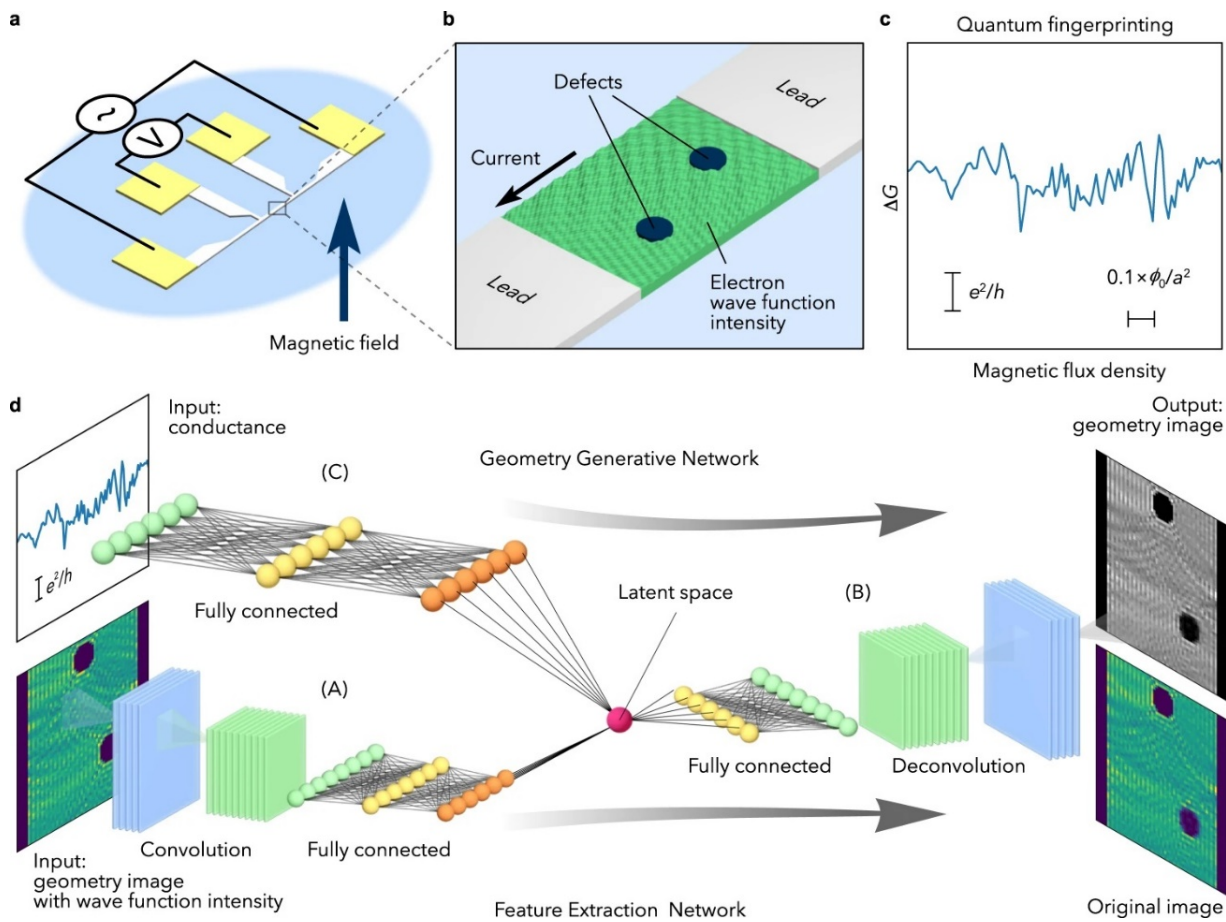 a
~
V
Magnetic field
b
Defects
Lead
Current
Electron
wave function
intensity
Lead
c
Quantum fingerprinting
ΔG
e²/h
0.1 × ϕ₀/a²
Magnetic flux density
d
Input:
conductance
(C)
e²/h
Fully connected
Geometry Generative Network
Output:
geometry image
Latent space
(B)
(A)
Fully connected
Deconvolution
Convolution
Fully connected
Input:
geometry image
with wave function intensity
Feature Extraction Network
Original image